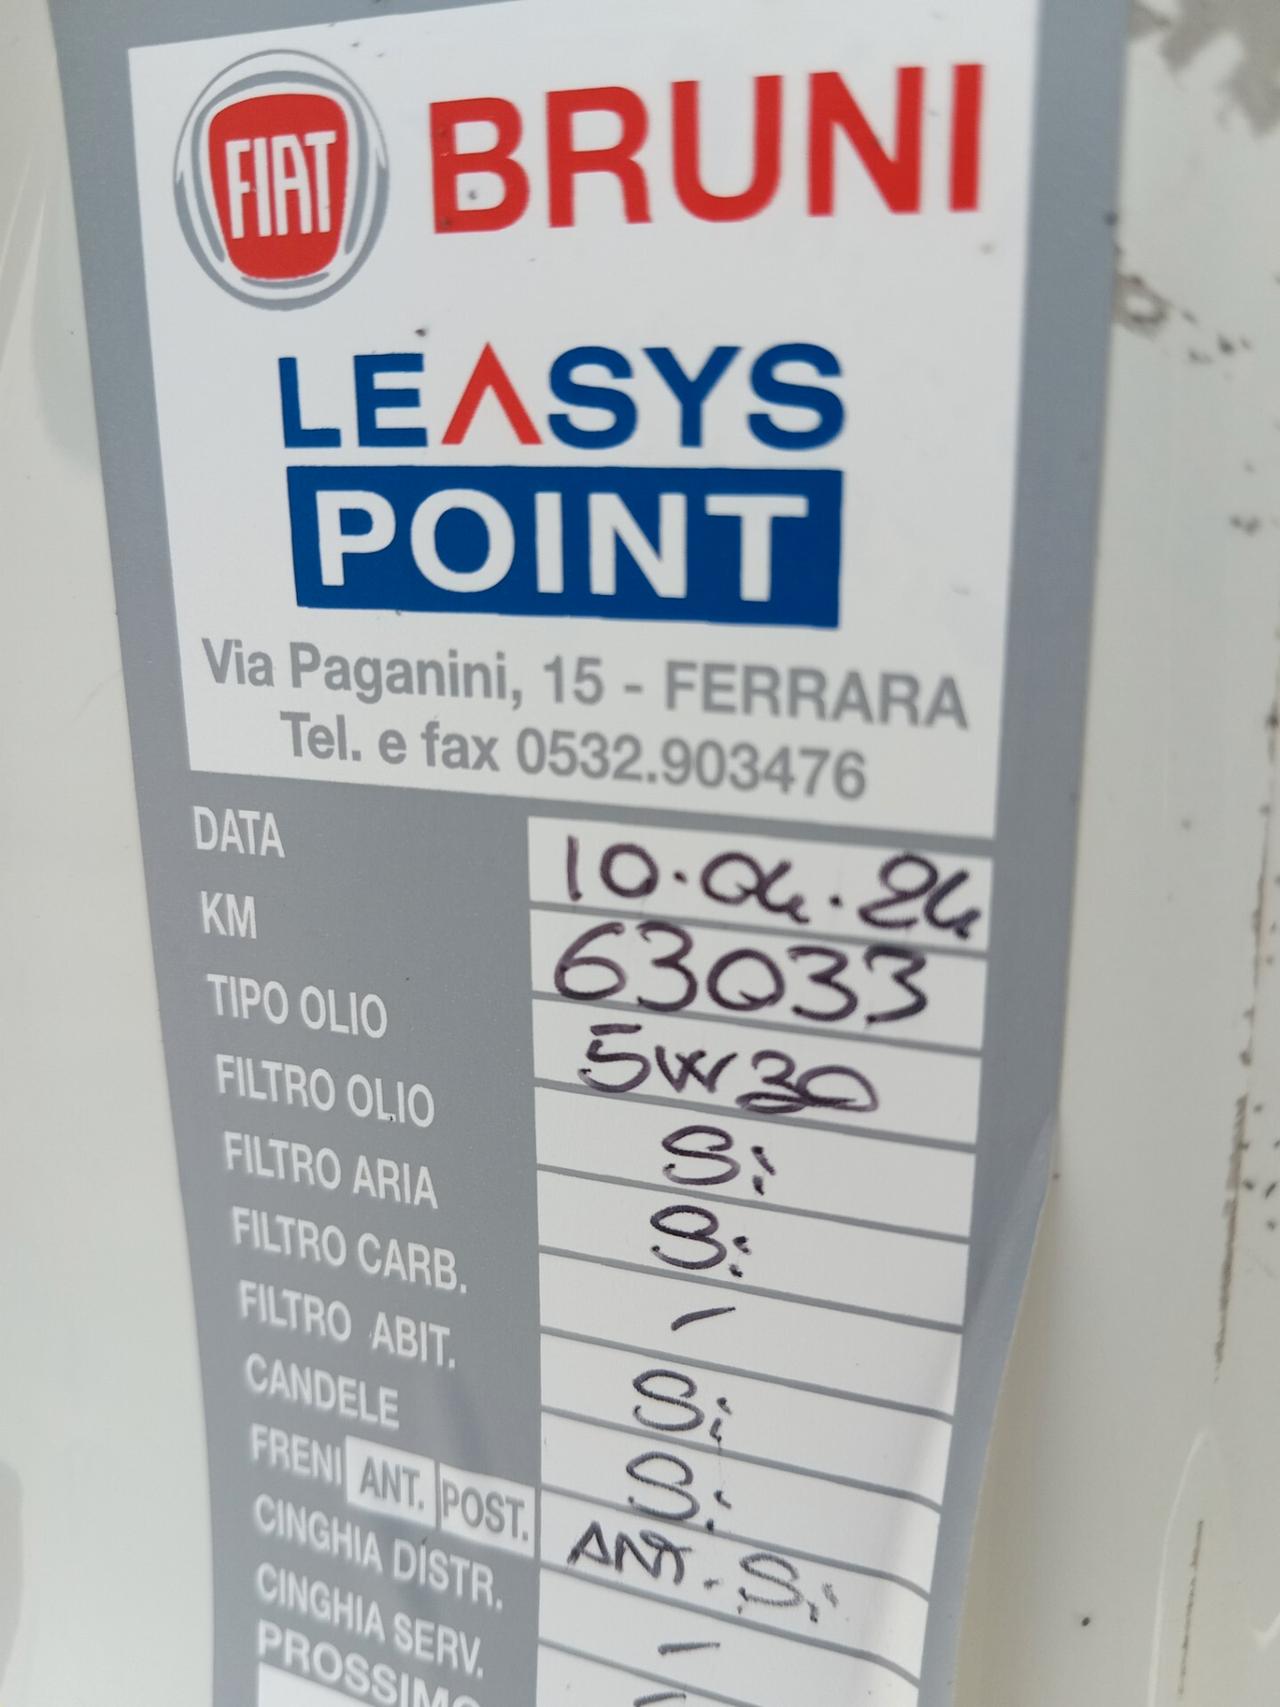 FIAT BRUNI
LEASYS
POINT
Via Paganini, 15 - FERRARA
Tel. e fax 0532.903476
DATA 10.04.24
KM 63033
TIPO OLIO 5W30
FILTRO OLIO Si
FILTRO ARIA Si
FILTRO CARB. -
FILTRO ABIT. Si
CANDELE Si
FRENI ANT. POST. ANT. Si
CINGHIA DISTR. -
CINGHIA SERV. -
PROSSIMO